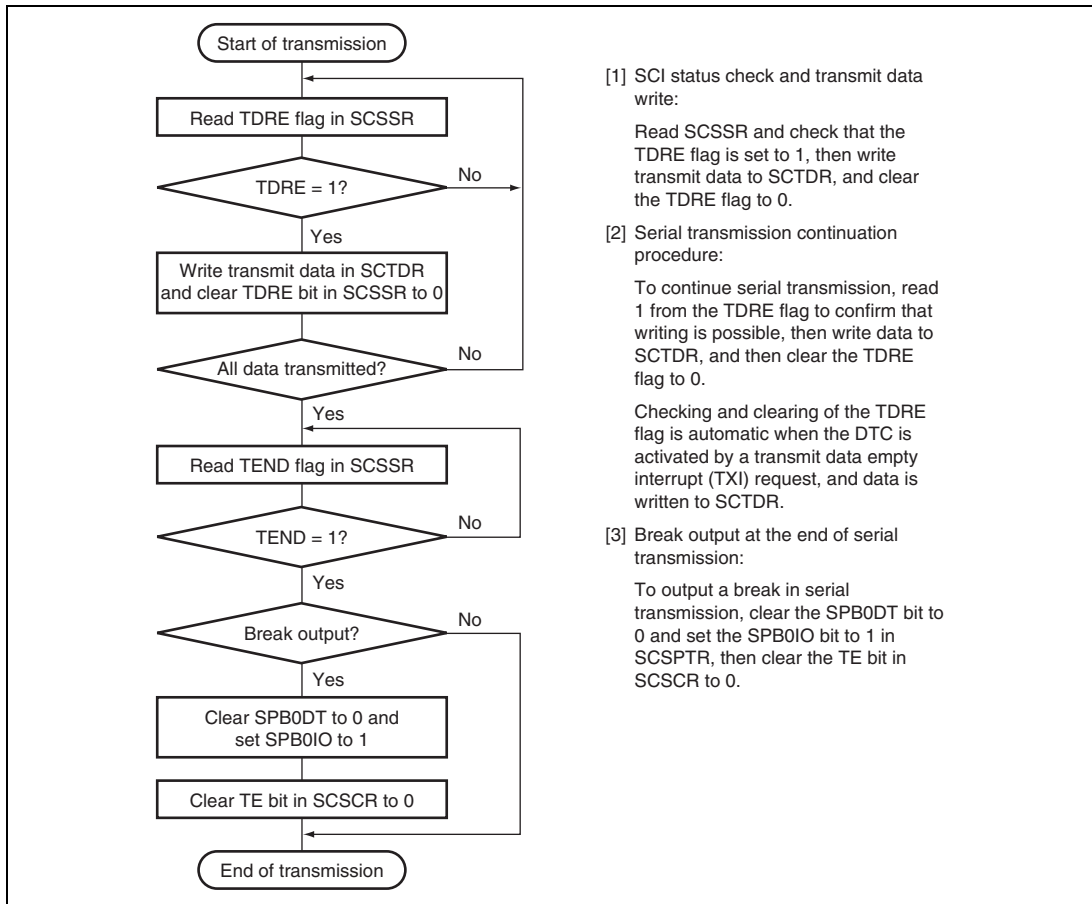 Start of transmission
Read TDRE flag in SCSSR
No
TDRE = 1?
Yes
Write transmit data in SCTDR
and clear TDRE bit in SCSSR to 0
No
All data transmitted?
Yes
Read TEND flag in SCSSR
No
TEND = 1?
Yes
No
Break output?
Yes
Clear SPB0DT to 0 and
set SPB0IO to 1
Clear TE bit in SCSCR to 0
End of transmission
[1] SCI status check and transmit data
write:
Read SCSSR and check that the
TDRE flag is set to 1, then write
transmit data to SCTDR, and clear
the TDRE flag to 0.
[2] Serial transmission continuation
procedure:
To continue serial transmission, read
1 from the TDRE flag to confirm that
writing is possible, then write data to
SCTDR, and then clear the TDRE
flag to 0.
Checking and clearing of the TDRE
flag is automatic when the DTC is
activated by a transmit data empty
interrupt (TXI) request, and data is
written to SCTDR.
[3] Break output at the end of serial
transmission:
To output a break in serial
transmission, clear the SPB0DT bit to
0 and set the SPB0IO bit to 1 in
SCSPTR, then clear the TE bit in
SCSCR to 0.